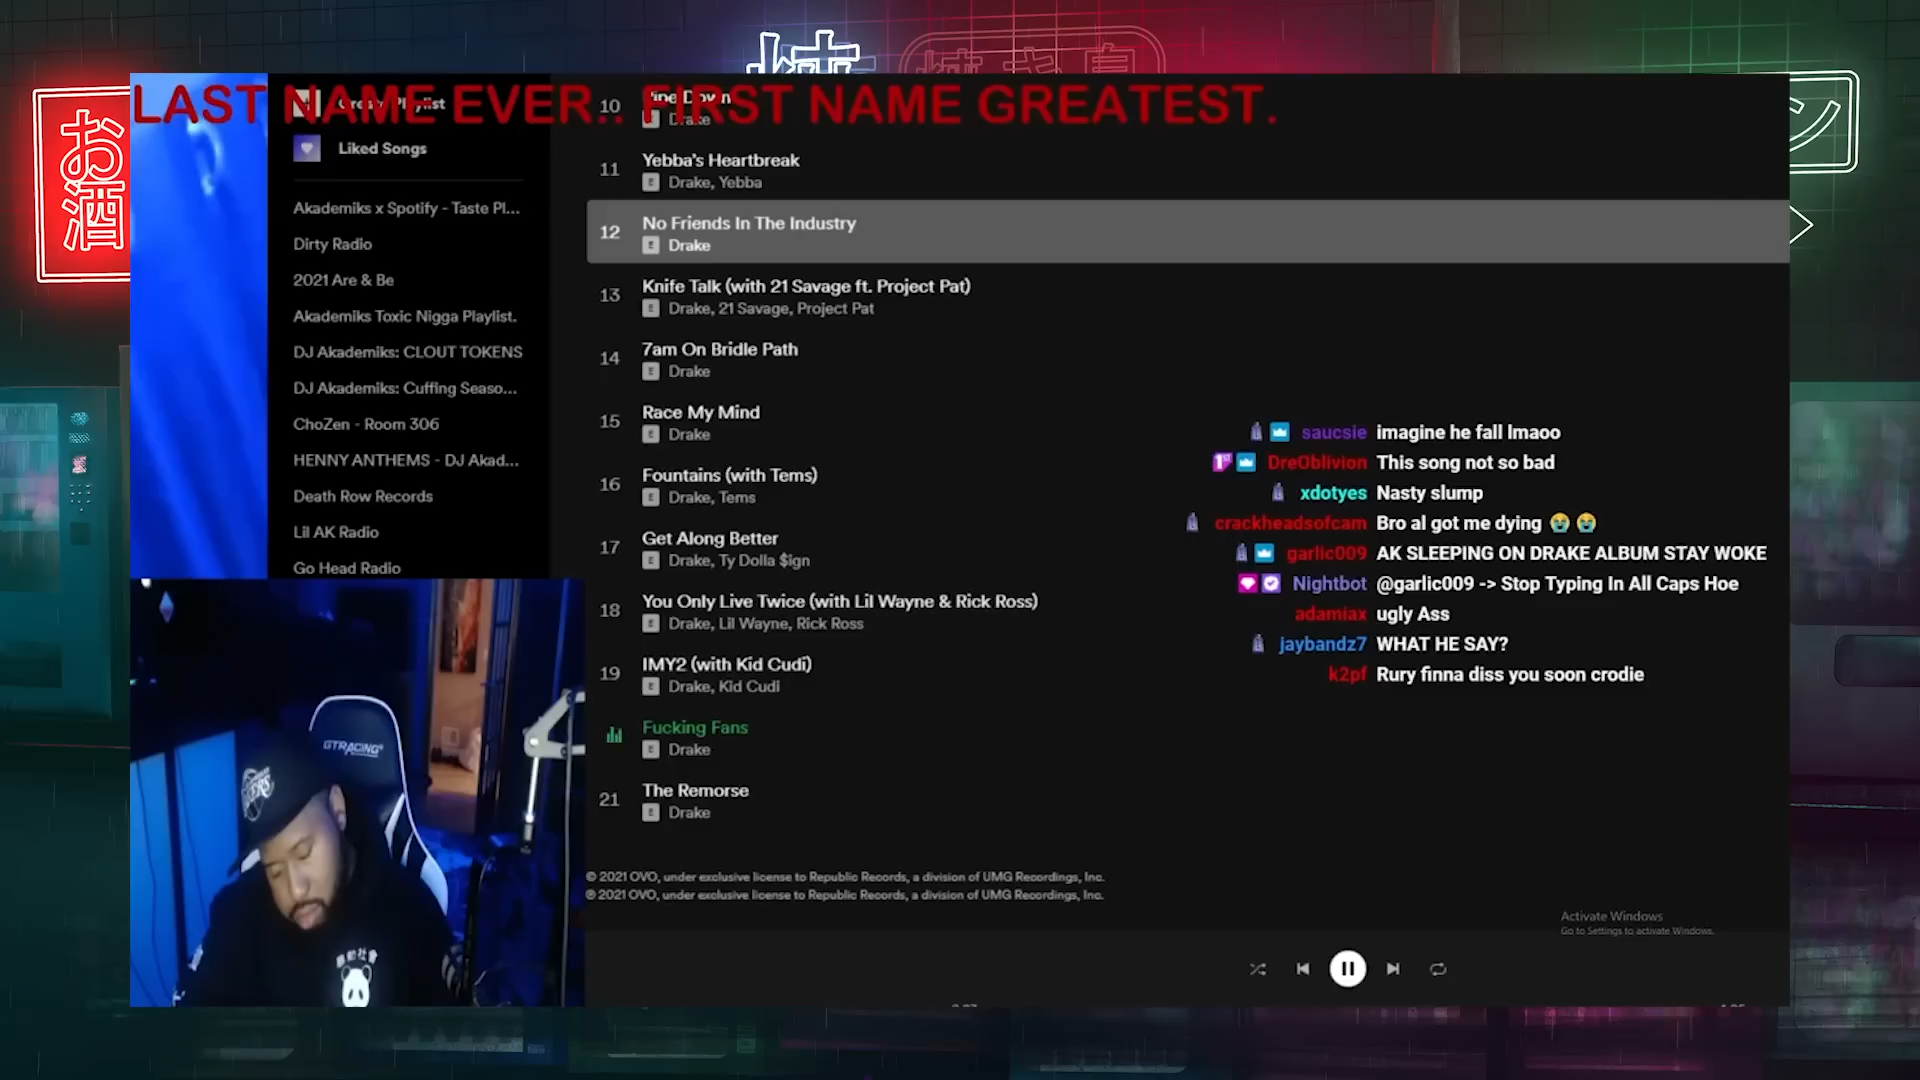 焼き鳥
お酒
ン
LAST NAME EVER.. FIRST NAME GREATEST.
Create Playlist
Liked Songs
Akademiks x Spotify - Taste Pl...
Dirty Radio
2021 Are & Be
Akademiks Toxic Nigga Playlist.
DJ Akademiks: CLOUT TOKENS
DJ Akademiks: Cuffing Seaso...
ChoZen - Room 306
HENNY ANTHEMS - DJ Akad...
Death Row Records
Lil AK Radio
Go Head Radio
10 Pipe Down
Drake
11 Yebba's Heartbreak
E Drake, Yebba
12 No Friends In The Industry
E Drake
13 Knife Talk (with 21 Savage ft. Project Pat)
E Drake, 21 Savage, Project Pat
14 7am On Bridle Path
E Drake
15 Race My Mind
E Drake
16 Fountains (with Tems)
E Drake, Tems
17 Get Along Better
E Drake, Ty Dolla $ign
18 You Only Live Twice (with Lil Wayne & Rick Ross)
E Drake, Lil Wayne, Rick Ross
19 IMY2 (with Kid Cudi)
E Drake, Kid Cudi
Fucking Fans
E Drake
21 The Remorse
E Drake
© 2021 OVO, under exclusive license to Republic Records, a division of UMG Recordings, Inc.
℗ 2021 OVO, under exclusive license to Republic Records, a division of UMG Recordings, Inc.
saucsie imagine he fall lmaoo
DreOblivion This song not so bad
xdotyes Nasty slump
crackheadsofcam Bro al got me dying 😭 😭
garlic009 AK SLEEPING ON DRAKE ALBUM STAY WOKE
Nightbot @garlic009 -> Stop Typing In All Caps Hoe
adamiax ugly Ass
jaybandz7 WHAT HE SAY?
k2pf Rury finna diss you soon crodie
Activate Windows
Go to Settings to activate Windows.
GTRACING